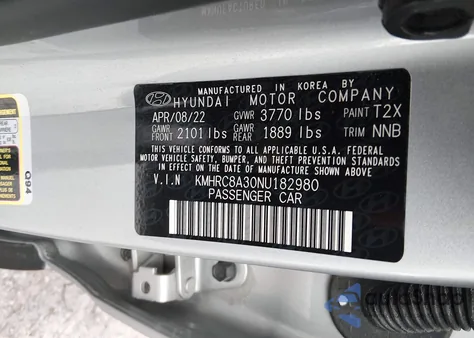 MANUFACTURED IN KOREA BY
HYUNDAI MOTOR COMPANY
APR/08/22 GVWR 3770 lbs PAINT T2X
GAWR FRONT 2101 lbs GAWR REAR 1889 lbs TRIM NNB
THIS VEHICLE CONFORMS TO ALL APPLICABLE U.S.A FEDERAL
MOTOR VEHICLE SAFETY, BUMPER, AND THEFT PREVENTION STANDARDS
IN EFFECT ON THE DATE OF MANUFACTURE SHOWN ABOVE
V.I.N KMHRC8A30NU182980
PASSENGER CAR
G94